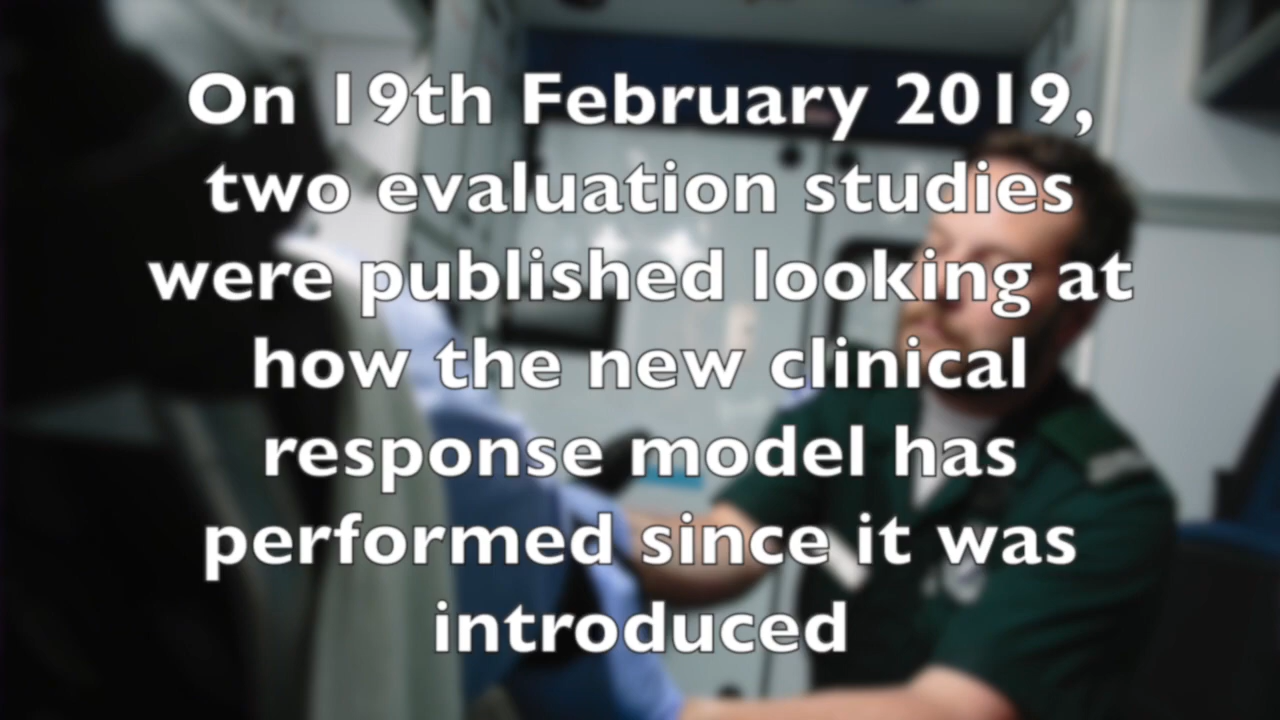 On 19th February 2019,
two evaluation studies
were published looking at
how the new clinical
response model has
performed since it was
introduced